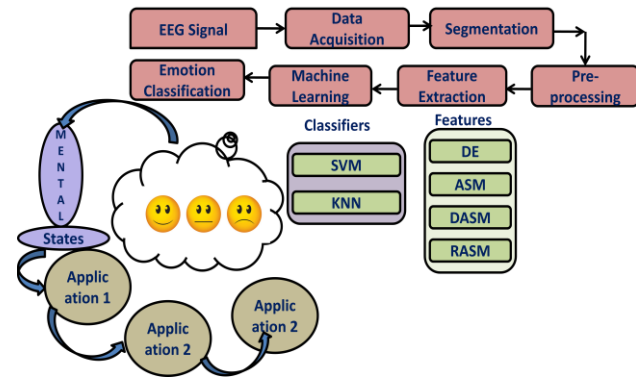 EEG Signal
Data
Acquisition
Segmentation
Emotion
Classification
Machine
Learning
Feature
Extraction
Pre-
processing
Classifiers
SVM
KNN
Features
DE
ASM
DASM
RASM
MENTAL
States
Applic
ation 1
Applic
ation 2
Applic
ation 2